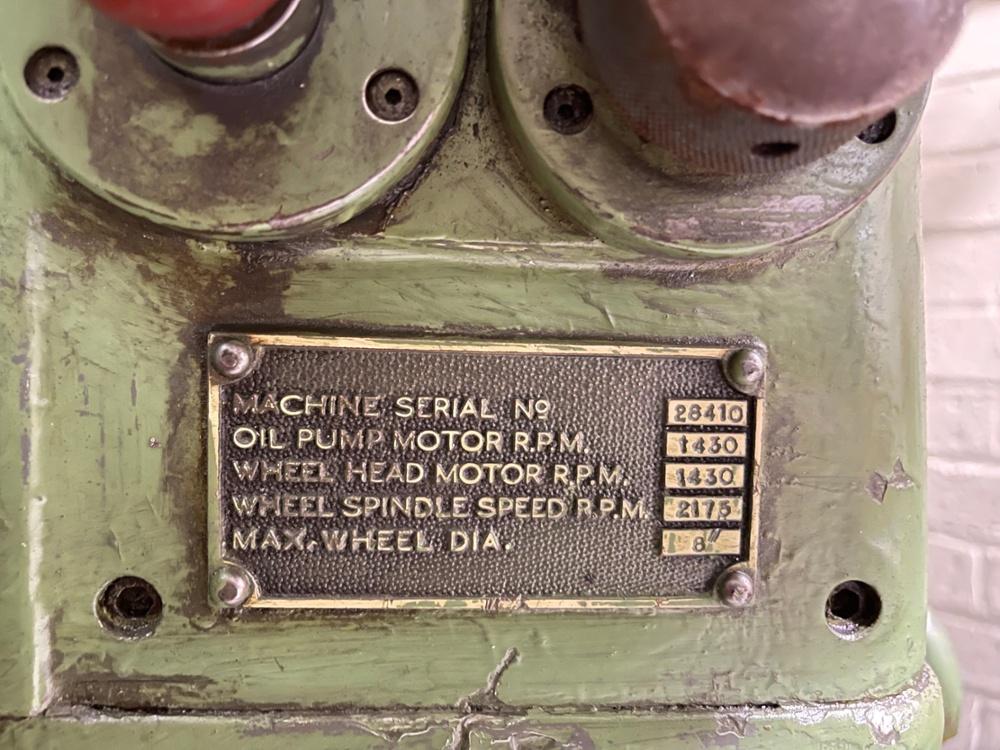 MACHINE SERIAL Nº 28410
OIL PUMP MOTOR R.P.M. 1430
WHEEL HEAD MOTOR R.P.M. 1430
WHEEL SPINDLE SPEED R.P.M. 2175
MAX. WHEEL DIA. 8"